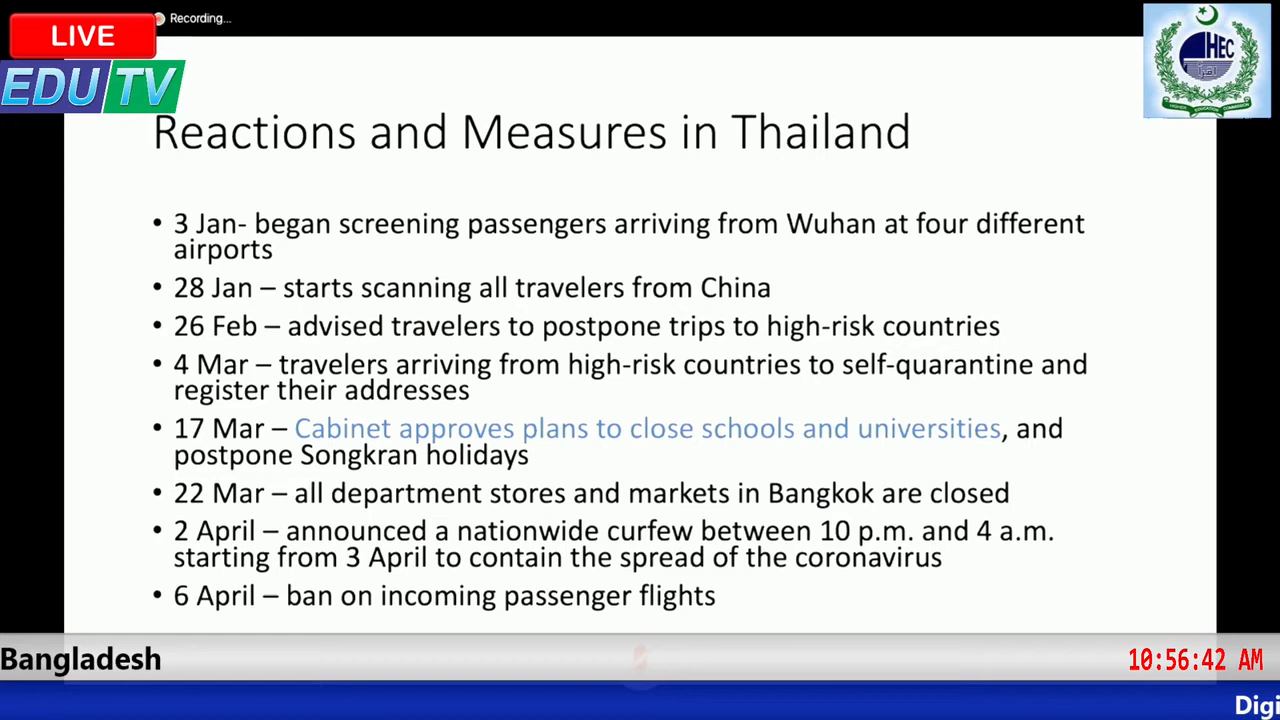 Recording...
LIVE
EDU TV
HEC
HIGHER EDUCATION COMMISSION
Reactions and Measures in Thailand
• 3 Jan- began screening passengers arriving from Wuhan at four different
airports
• 28 Jan – starts scanning all travelers from China
• 26 Feb – advised travelers to postpone trips to high-risk countries
• 4 Mar – travelers arriving from high-risk countries to self-quarantine and
register their addresses
• 17 Mar – Cabinet approves plans to close schools and universities, and
postpone Songkran holidays
• 22 Mar – all department stores and markets in Bangkok are closed
• 2 April – announced a nationwide curfew between 10 p.m. and 4 a.m.
starting from 3 April to contain the spread of the coronavirus
• 6 April – ban on incoming passenger flights
Bangladesh
10:56:42 AM
Digi